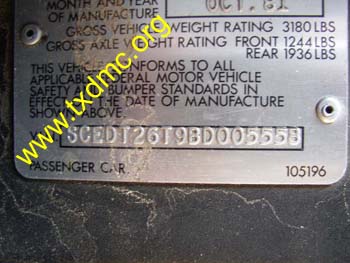 MONTH AND YEAR OCT. 81
OF MANUFACTURE
GROSS VEHICLE WEIGHT RATING 3180 LBS
GROSS AXLE WEIGHT RATING FRONT 1244 LBS
REAR 1936 LBS
THIS VEHICLE CONFORMS TO ALL
APPLICABLE FEDERAL MOTOR VEHICLE
SAFETY AND BUMPER STANDARDS IN
EFFECT ON THE DATE OF MANUFACTURE
SHOWN ABOVE.
SCEDT26T9BD005558
PASSENGER CAR 105196
www.txdmc.org